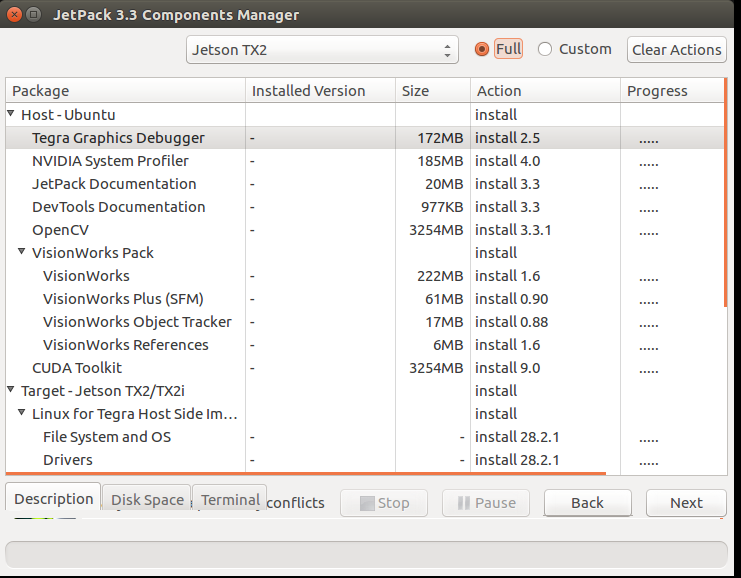 JetPack 3.3 Components Manager
Jetson TX2 Full Custom Clear Actions
Package Installed Version Size Action Progress
Host - Ubuntu install
Tegra Graphics Debugger - 172MB install 2.5 .....
NVIDIA System Profiler - 185MB install 4.0 .....
JetPack Documentation - 20MB install 3.3 .....
DevTools Documentation - 977KB install 3.3 .....
OpenCV - 3254MB install 3.3.1 .....
VisionWorks Pack install
VisionWorks - 222MB install 1.6 .....
VisionWorks Plus (SFM) - 61MB install 0.90 .....
VisionWorks Object Tracker - 17MB install 0.88 .....
VisionWorks References - 6MB install 1.6 .....
CUDA Toolkit - 3254MB install 9.0 .....
Target - Jetson TX2/TX2i install
Linux for Tegra Host Side Im... install
File System and OS - - install 28.2.1 .....
Drivers - - install 28.2.1 .....
Description Disk Space Terminal conflicts Stop Pause Back Next